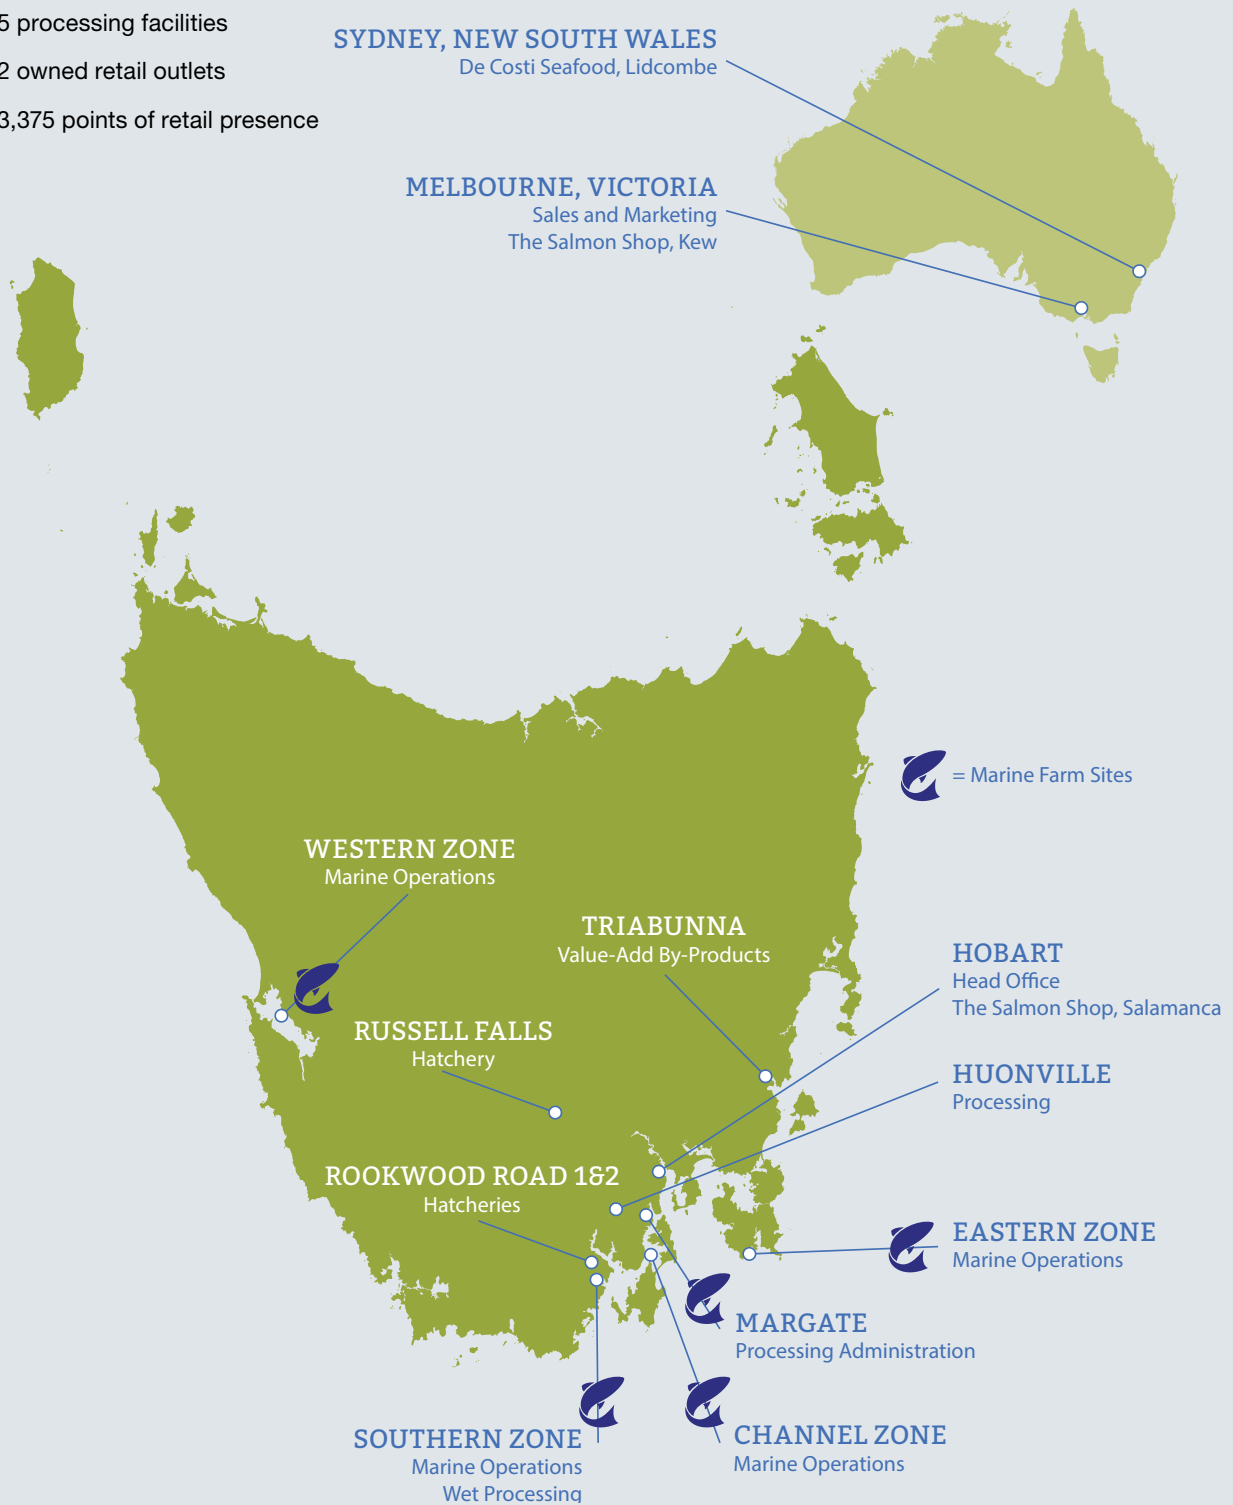 5 processing facilities
2 owned retail outlets
3,375 points of retail presence
SYDNEY, NEW SOUTH WALES
De Costi Seafood, Lidcombe
MELBOURNE, VICTORIA
Sales and Marketing
The Salmon Shop, Kew
= Marine Farm Sites
WESTERN ZONE
Marine Operations
TRIABUNNA
Value-Add By-Products
HOBART
Head Office
The Salmon Shop, Salamanca
RUSSELL FALLS
Hatchery
HUONVILLE
Processing
ROOKWOOD ROAD 1&2
Hatcheries
EASTERN ZONE
Marine Operations
MARGATE
Processing Administration
SOUTHERN ZONE
Marine Operations
Wet Processing
CHANNEL ZONE
Marine Operations